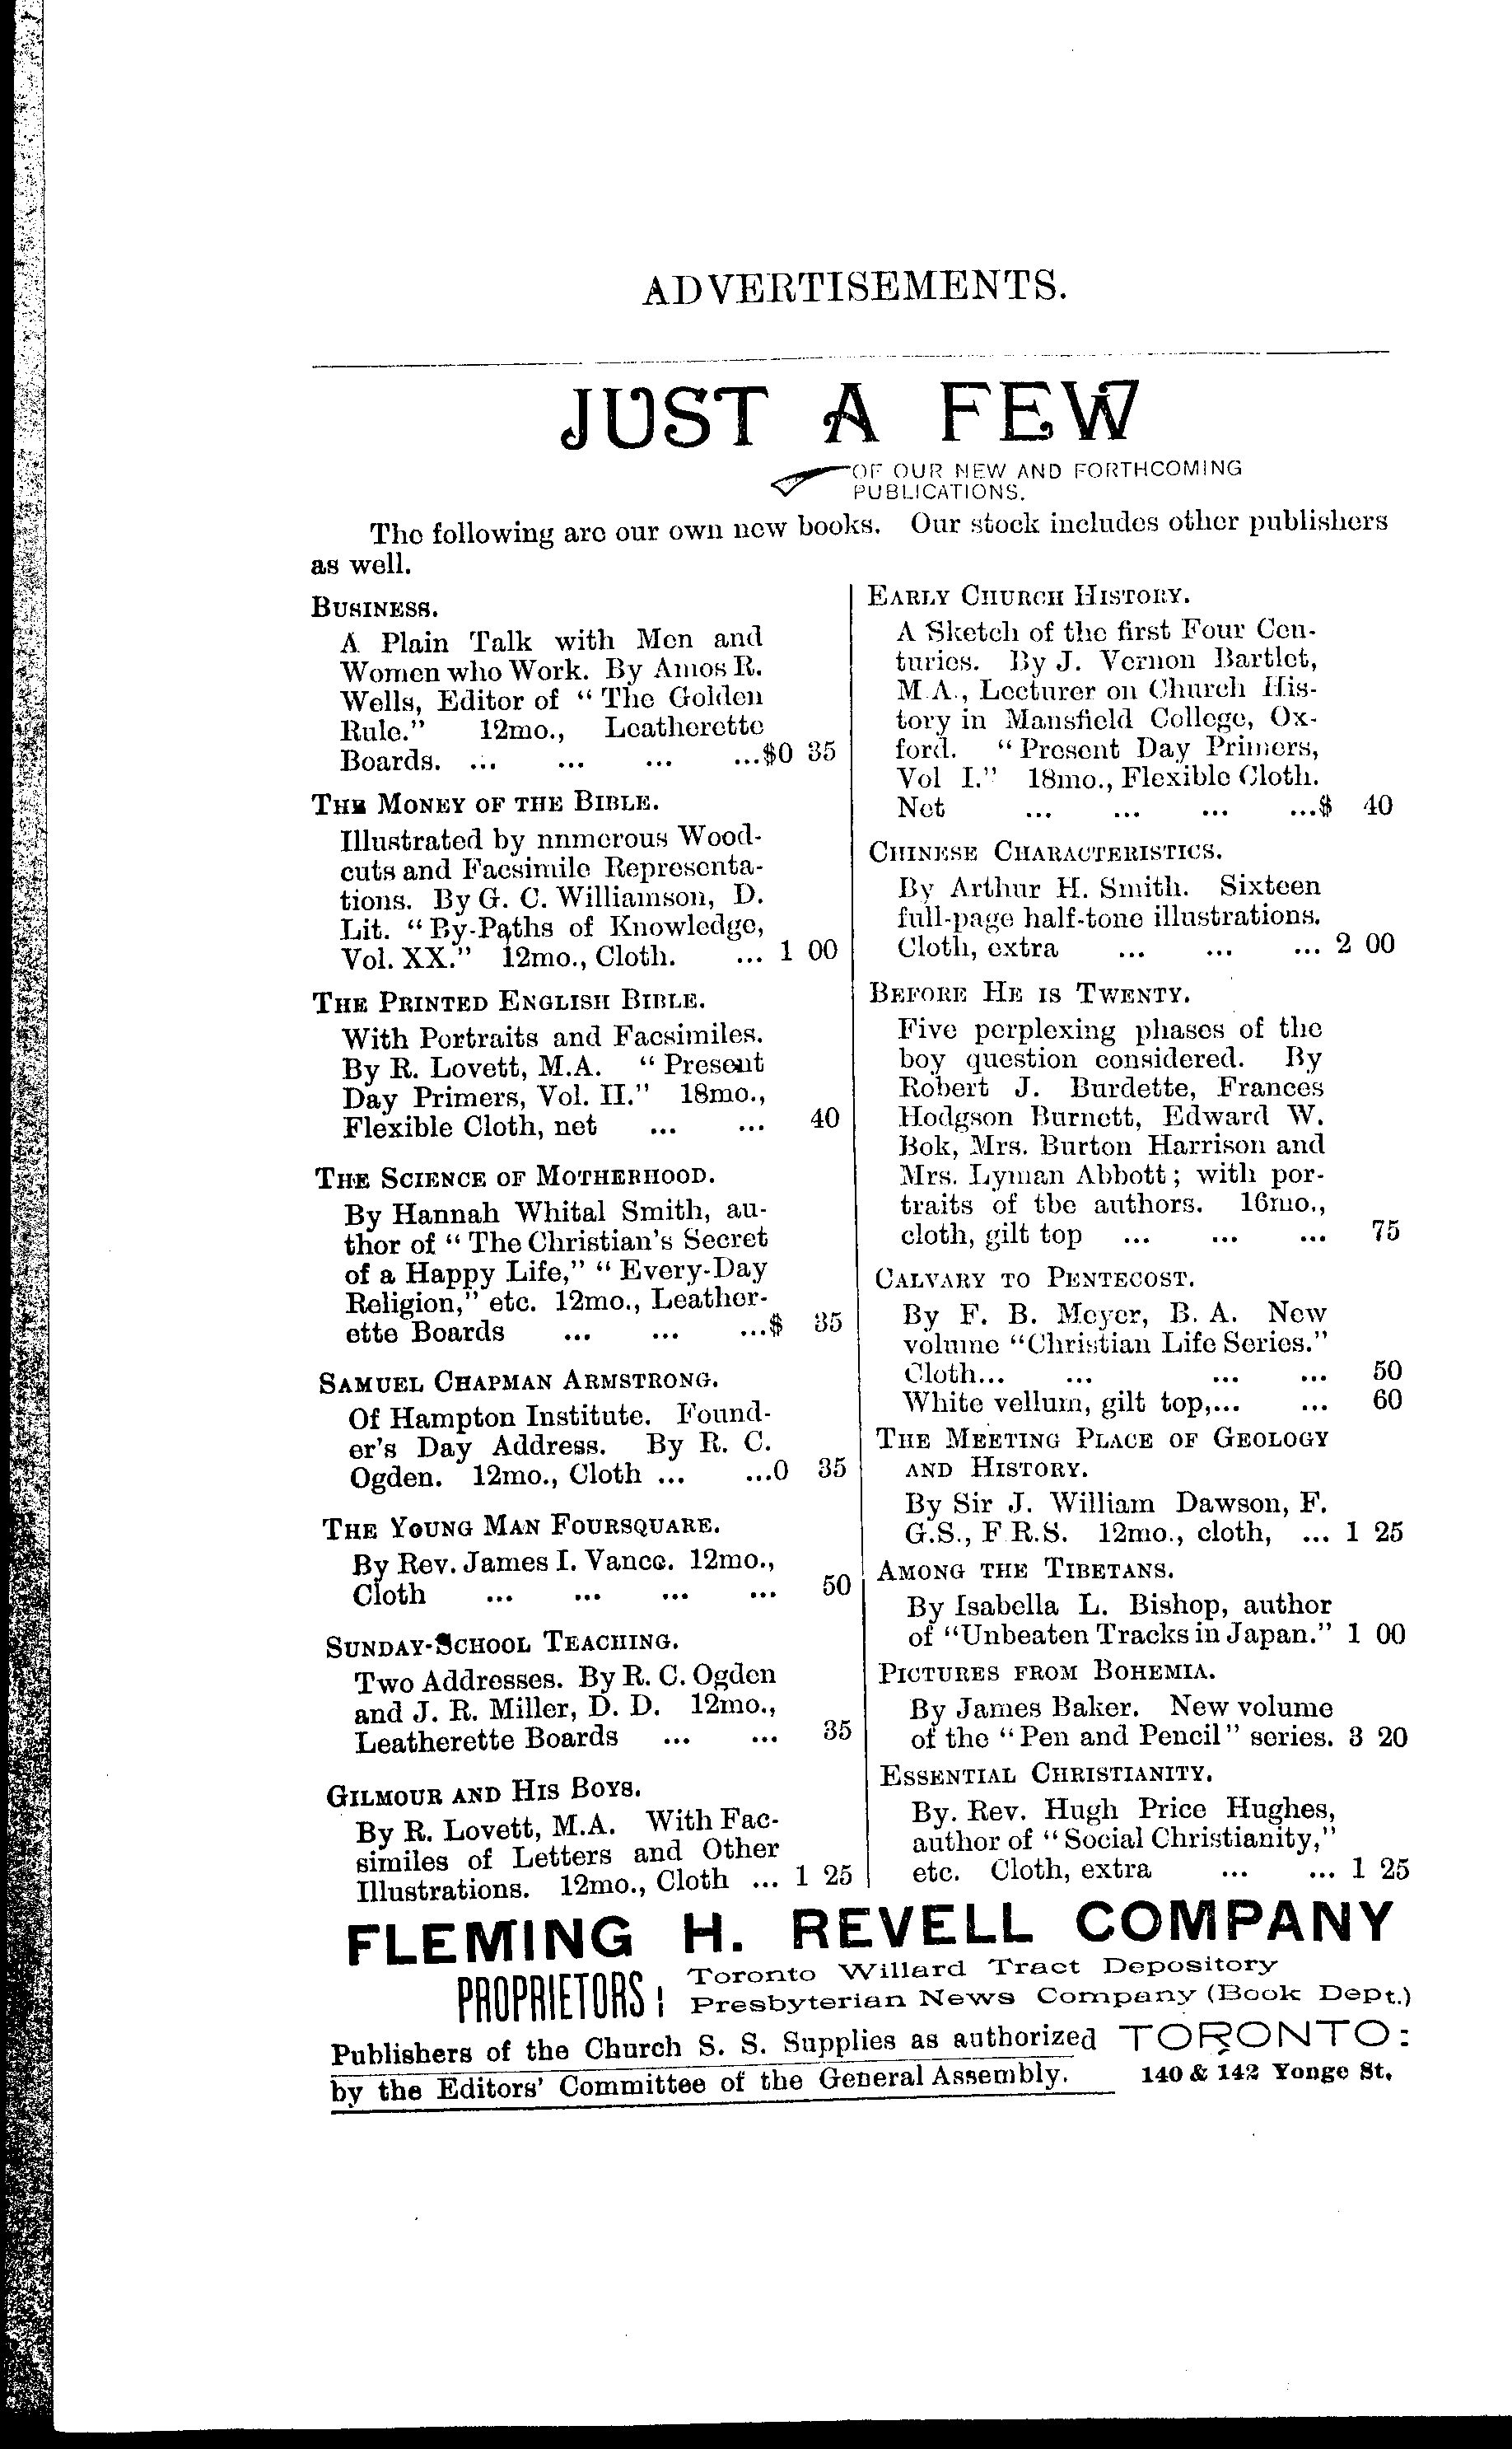 ADVERTISEMENTS.
JUST A FEW
OF OUR NEW AND FORTHCOMING
PUBLICATIONS.
The following are our own new books. Our stock includes other publishers
as well.
BUSINESS.
A Plain Talk with Men and
Women who Work. By Amos R.
Wells, Editor of "The Golden
Rule." 12mo., Leatherette
Boards. ... ... ... ...$0 35
THE MONEY OF THE BIBLE.
Illustrated by nnmerous Wood-
cuts and Facsimile Representa-
tions. By G. C. Williamson, D.
Lit. "By-Paths of Knowledge,
Vol. XX." 12mo., Cloth. ... 1 00
THE PRINTED ENGLISH BIBLE.
With Portraits and Facsimiles.
By R. Lovett, M.A. "Present
Day Primers, Vol. II." 18mo.,
Flexible Cloth, net ... ... 40
THE SCIENCE OF MOTHERHOOD.
By Hannah Whital Smith, au-
thor of "The Christian's Secret
of a Happy Life," "Every-Day
Religion," etc. 12mo., Leather-
ette Boards ... ... ...$ 35
SAMUEL CHAPMAN ARMSTRONG.
Of Hampton Institute. Found-
er's Day Address. By R. C.
Ogden. 12mo., Cloth ... ...0 35
THE YOUNG MAN FOURSQUARE.
By Rev. James I. Vance. 12mo.,
Cloth ... ... ... ... 50
SUNDAY-SCHOOL TEACHING.
Two Addresses. By R. C. Ogden
and J. R. Miller, D. D. 12mo.,
Leatherette Boards ... ... 35
GILMOUR AND HIS BOYS.
By R. Lovett, M.A. With Fac-
similes of Letters and Other
Illustrations. 12mo., Cloth ... 1 25
EARLY CHURCH HISTORY.
A Sketch of the first Four Cen-
turies. By J. Vernon Bartlet,
M.A., Lecturer on Church His-
tory in Mansfield College, Ox-
ford. "Present Day Primers,
Vol I." 18mo., Flexible Cloth.
Net ... ... ... ...$ 40
CHINESE CHARACTERISTICS.
By Arthur H. Smith. Sixteen
full-page half-tone illustrations.
Cloth, extra ... ... ... 2 00
BEFORE HE IS TWENTY.
Five perplexing phases of the
boy question considered. By
Robert J. Burdette, Frances
Hodgson Burnett, Edward W.
Bok, Mrs. Burton Harrison and
Mrs. Lyman Abbott; with por-
traits of tbe authors. 16mo.,
cloth, gilt top ... ... ... 75
CALVARY TO PENTECOST.
By F. B. Meyer, B. A. New
volume "Christian Life Series."
Cloth... ... ... ... 50
White vellum, gilt top,... ... 60
THE MEETING PLACE OF GEOLOGY
AND HISTORY.
By Sir J. William Dawson, F.
G.S., F R.S. 12mo., cloth, ... 1 25
AMONG THE TIBETANS.
By Isabella L. Bishop, author
of "Unbeaten Tracks in Japan." 1 00
PICTURES FROM BOHEMIA.
By James Baker. New volume
of the "Pen and Pencil" series. 3 20
ESSENTIAL CHRISTIANITY.
By. Rev. Hugh Price Hughes,
author of "Social Christianity,"
etc. Cloth, extra ... ... 1 25
FLEMING H. REVELL COMPANY
PROPRIETORS: Toronto Willard Tract Depository
Presbyterian News Company (Book Dept.)
Publishers of the Church S. S. Supplies as authorized
by the Editors' Committee of the General Assembly.
TORONTO:
140 & 142 Yonge St.